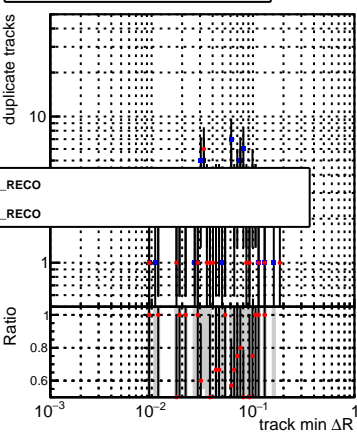 duplicate tracks
10
_RECO
_RECO
1
Ratio
1
0.8
0.6
10⁻³ 10⁻² 10⁻¹ 1
track min ΔR